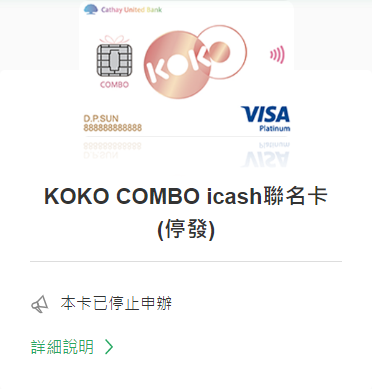 Cathay United Bank
COMBO
KOKO
D.P.SUN
888888888888
VISA
Platinum
KOKO COMBO icash聯名卡
(停發)
本卡已停止申辦
詳細說明